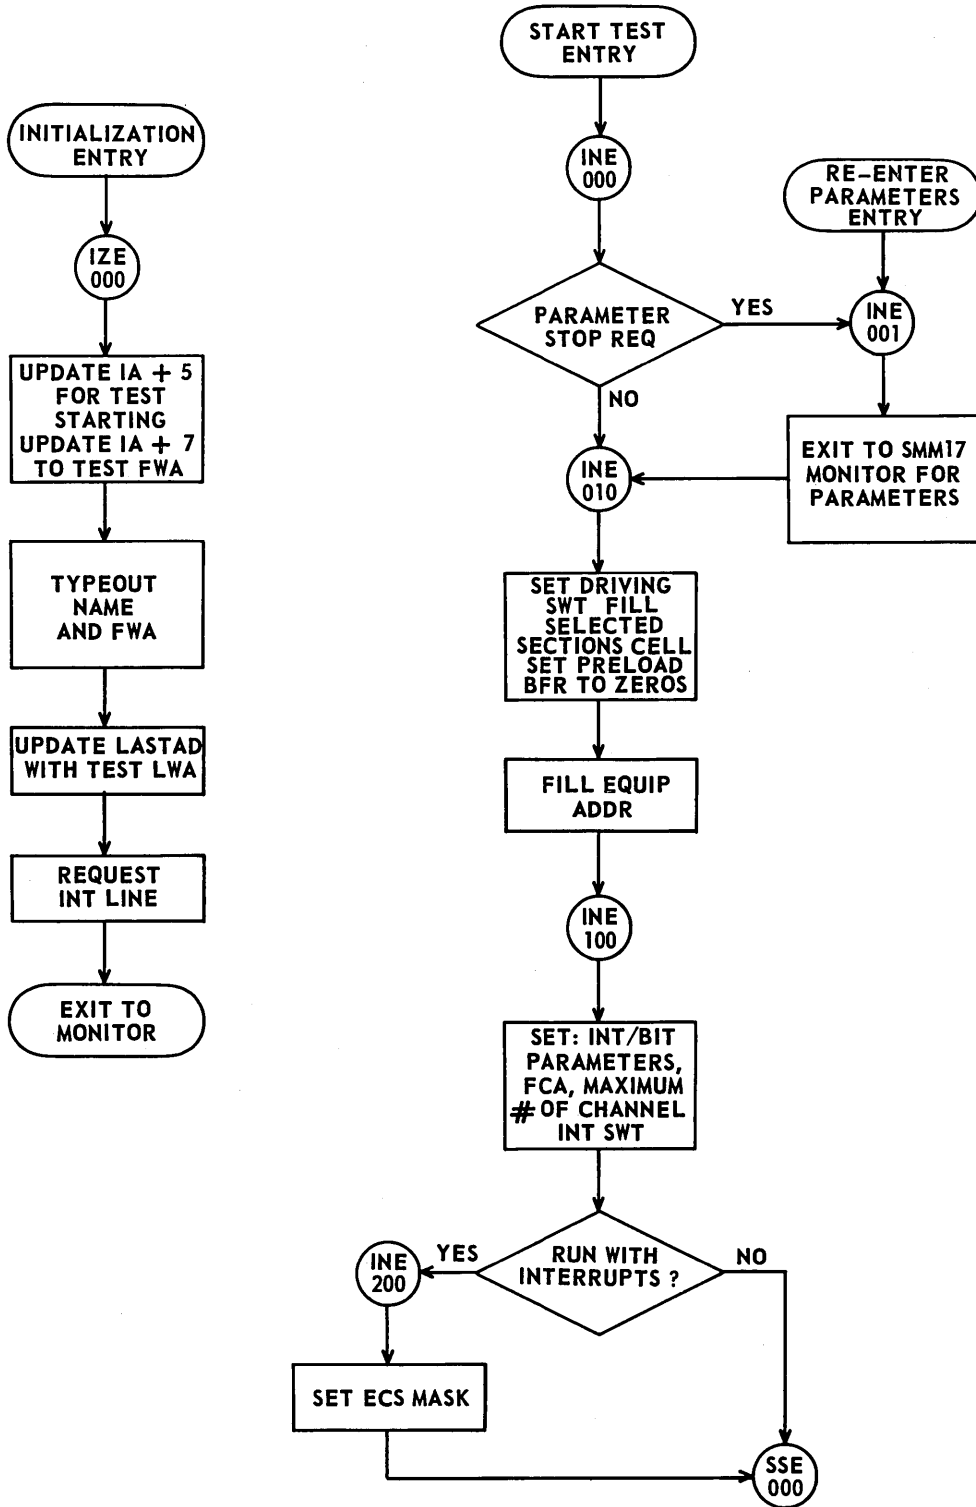 INITIALIZATION
ENTRY
IZE
000
UPDATE IA + 5
FOR TEST
STARTING
UPDATE IA + 7
TO TEST FWA
TYPEOUT
NAME
AND FWA
UPDATE LASTAD
WITH TEST LWA
REQUEST
INT LINE
EXIT TO
MONITOR
START TEST
ENTRY
INE
000
PARAMETER
STOP REQ
YES
NO
RE-ENTER
PARAMETERS
ENTRY
INE
001
EXIT TO SMM17
MONITOR FOR
PARAMETERS
INE
010
SET DRIVING
SWT FILL
SELECTED
SECTIONS CELL
SET PRELOAD
BFR TO ZEROS
FILL EQUIP
ADDR
INE
100
SET: INT/BIT
PARAMETERS,
FCA, MAXIMUM
# OF CHANNEL
INT SWT
RUN WITH
INTERRUPTS ?
YES
NO
INE
200
SET ECS MASK
SSE
000